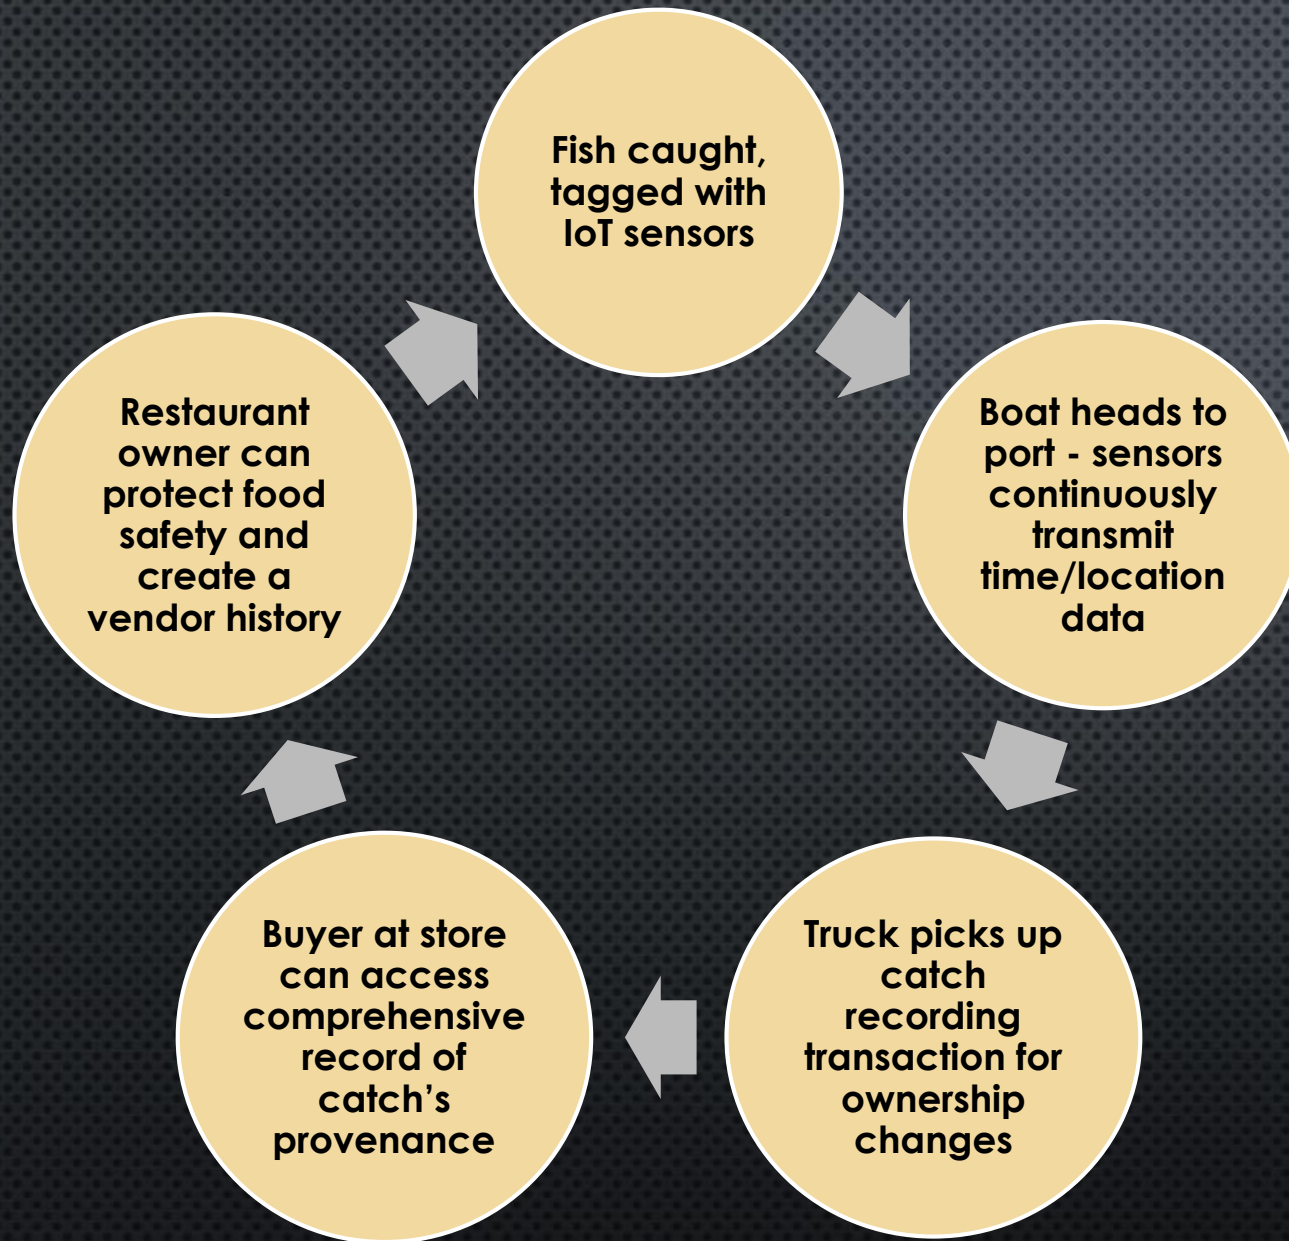 Fish caught,
tagged with
IoT sensors
Boat heads to
port - sensors
continuously
transmit
time/location
data
Truck picks up
catch
recording
transaction for
ownership
changes
Buyer at store
can access
comprehensive
record of
catch’s
provenance
Restaurant
owner can
protect food
safety and
create a
vendor history